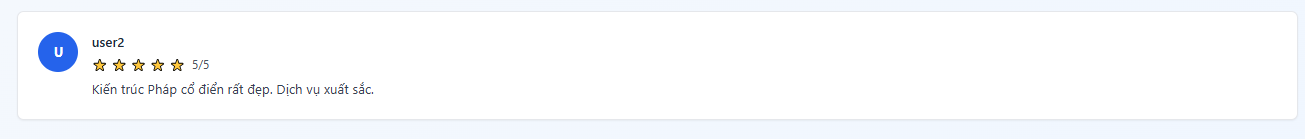 U
user2
5/5
Kiến trúc Pháp cổ điển rất đẹp. Dịch vụ xuất sắc.